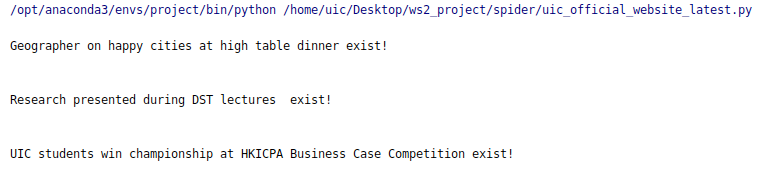 /opt/anaconda3/envs/project/bin/python /home/uic/Desktop/ws2_project/spider/uic_official_website_latest.py
Geographer on happy cities at high table dinner exist!
Research presented during DST lectures  exist!
UIC students win championship at HKICPA Business Case Competition exist!